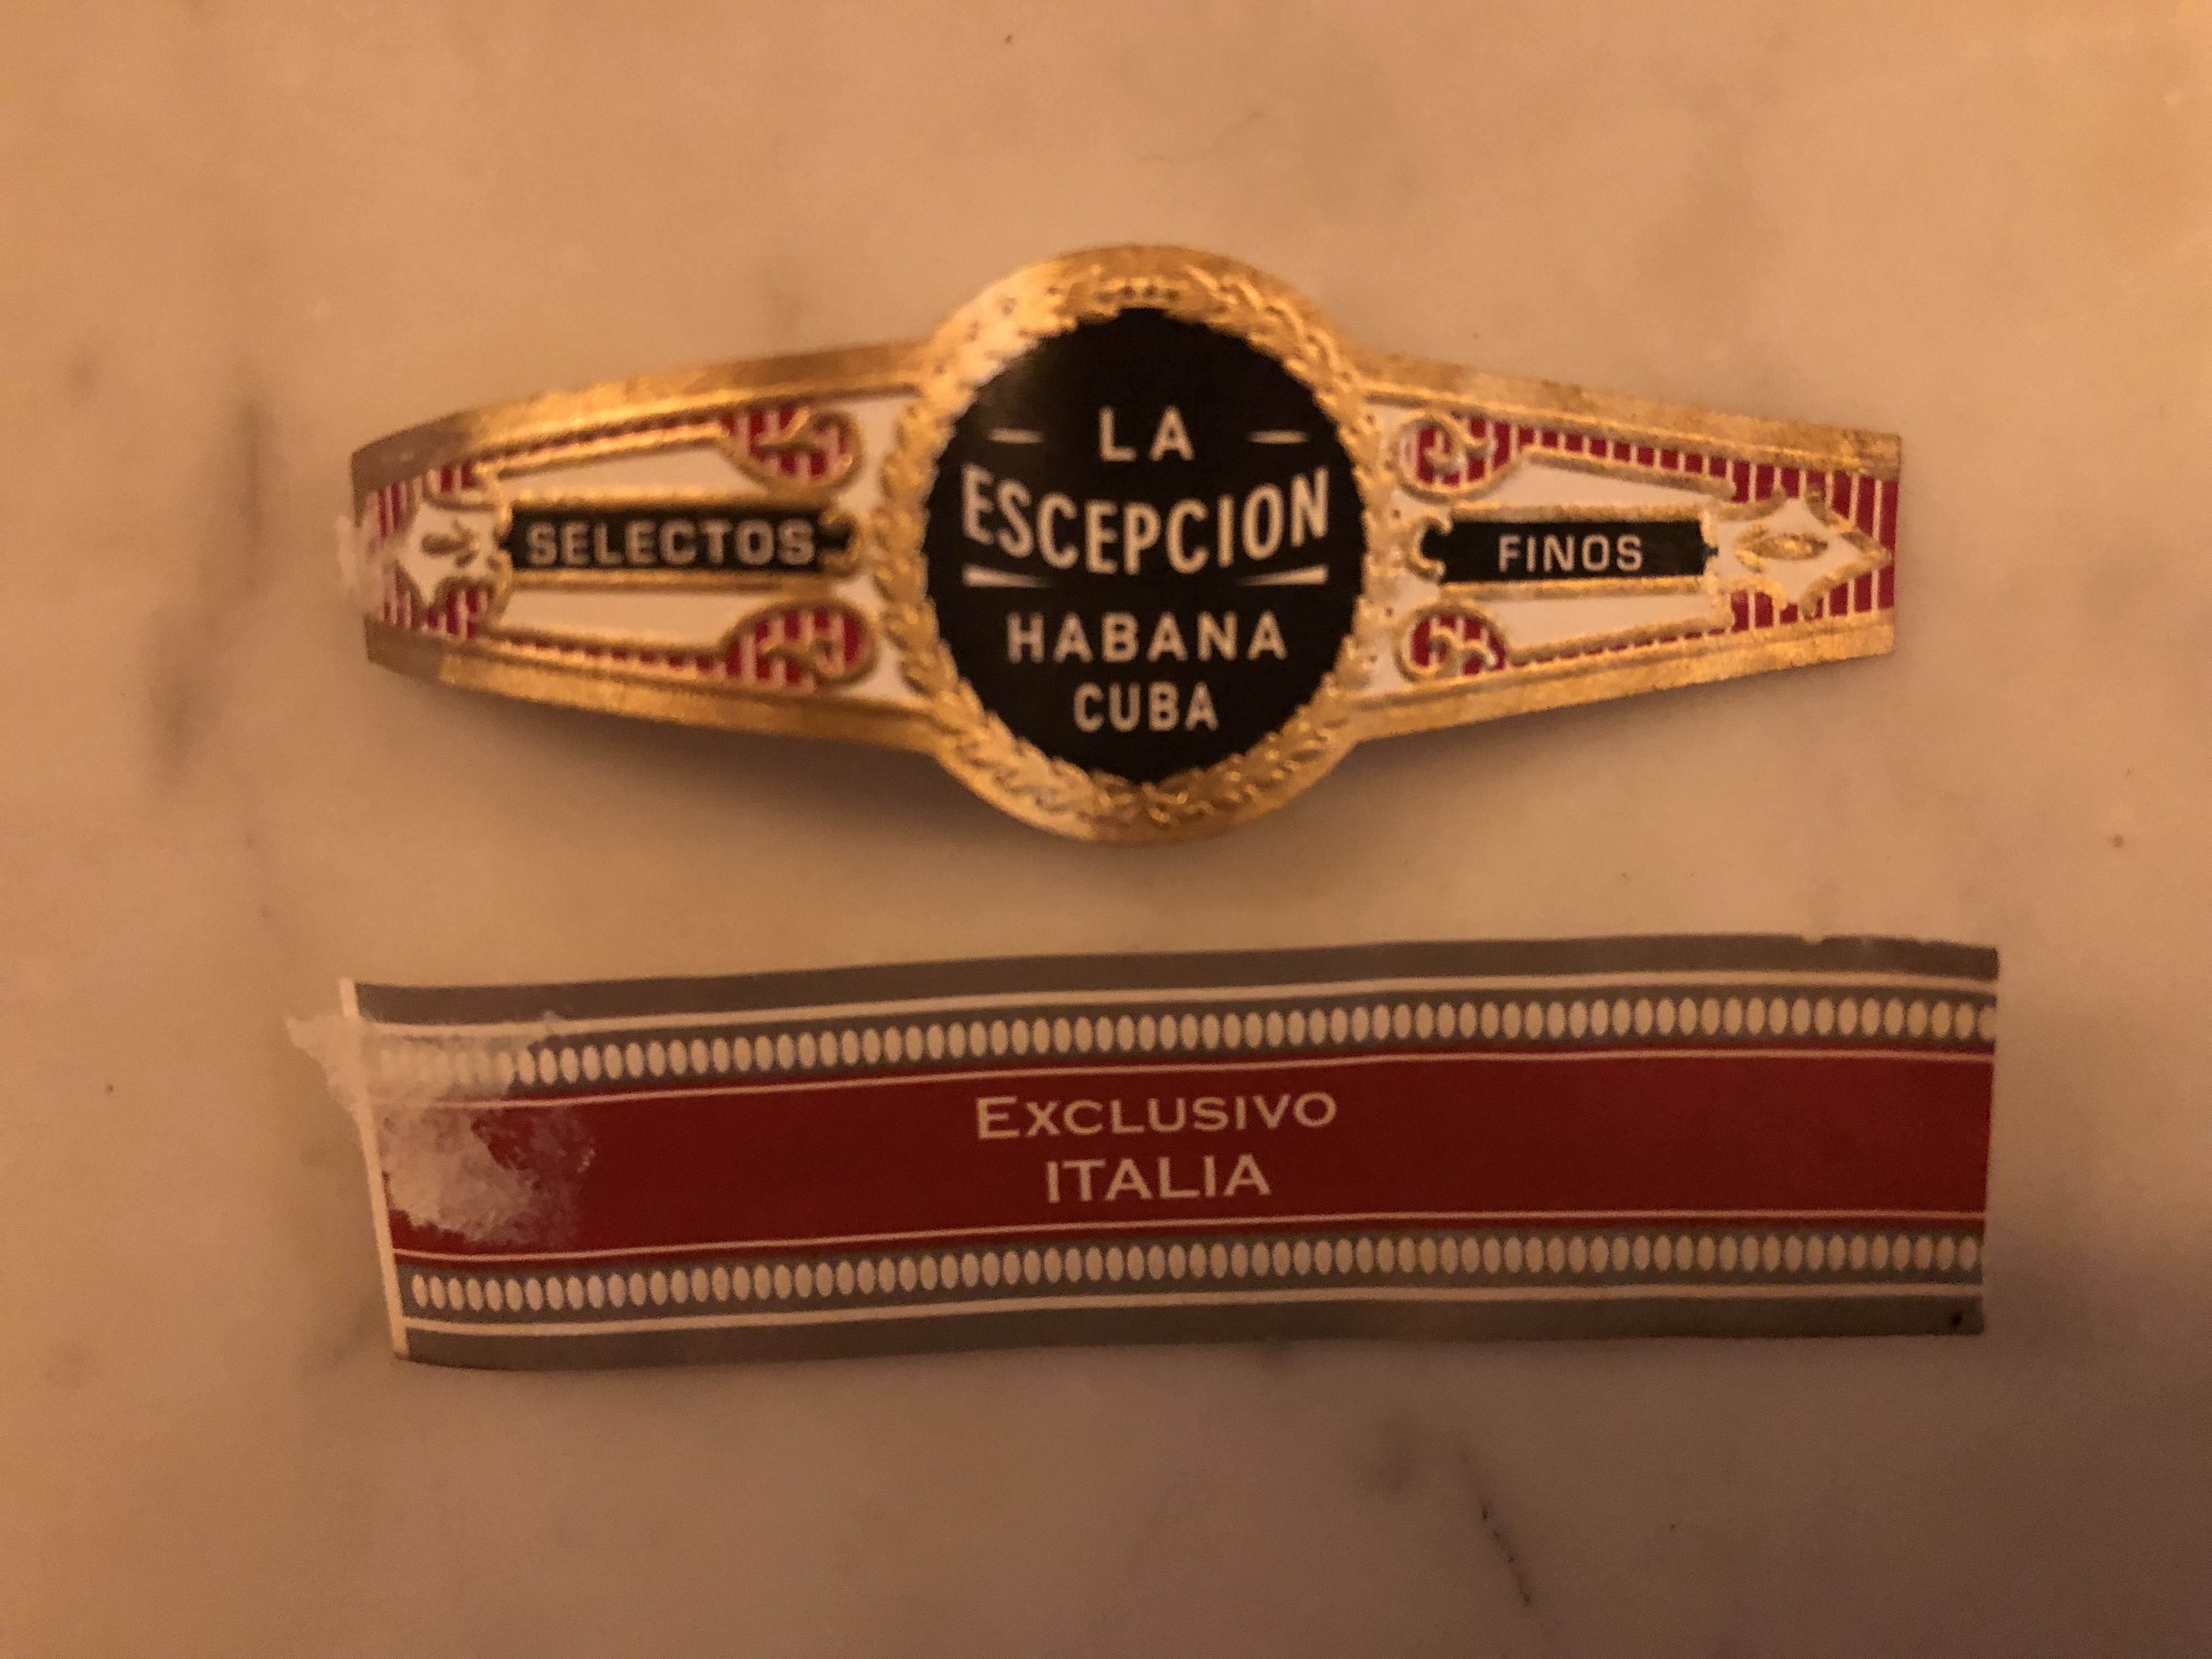 LA
ESCEPCION
SELECTOS
FINOS
HABANA
CUBA
EXCLUSIVO
ITALIA